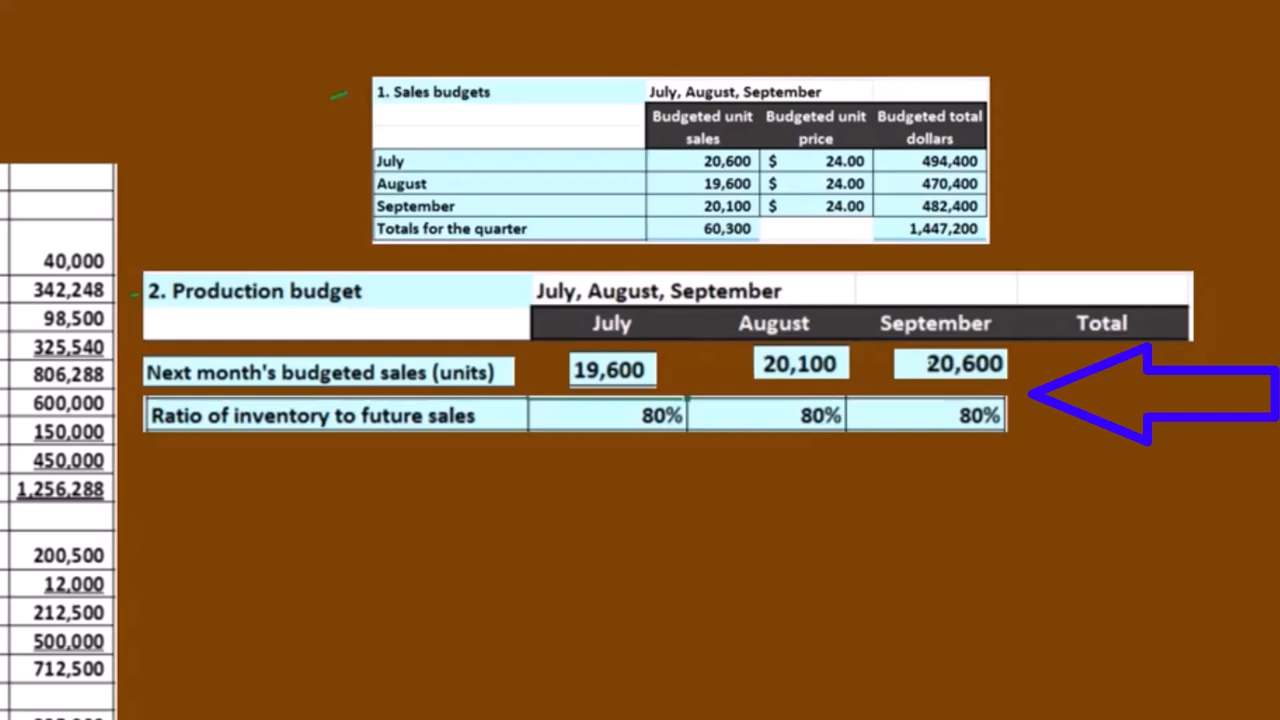 1. Sales budgets July, August, September
Budgeted unit sales Budgeted unit price Budgeted total dollars
July 20,600 $ 24.00 494,400
August 19,600 $ 24.00 470,400
September 20,100 $ 24.00 482,400
Totals for the quarter 60,300 1,447,200
2. Production budget July, August, September
July August September Total
Next month's budgeted sales (units) 19,600 20,100 20,600
Ratio of inventory to future sales 80% 80% 80%
40,000
342,248
98,500
325,540
806,288
600,000
150,000
450,000
1,256,288
200,500
12,000
212,500
500,000
712,500